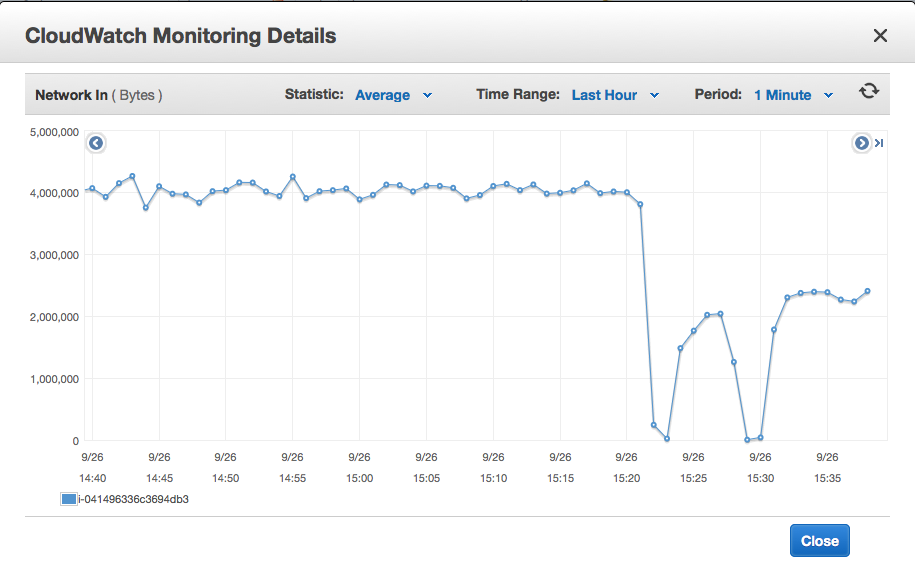 CloudWatch Monitoring Details
Network In ( Bytes ) Statistic: Average Time Range: Last Hour Period: 1 Minute
5,000,000
4,000,000
3,000,000
2,000,000
1,000,000
0
9/26 9/26 9/26 9/26 9/26 9/26 9/26 9/26 9/26 9/26 9/26 9/26
14:40 14:45 14:50 14:55 15:00 15:05 15:10 15:15 15:20 15:25 15:30 15:35
i-041496336c3694db3
Close